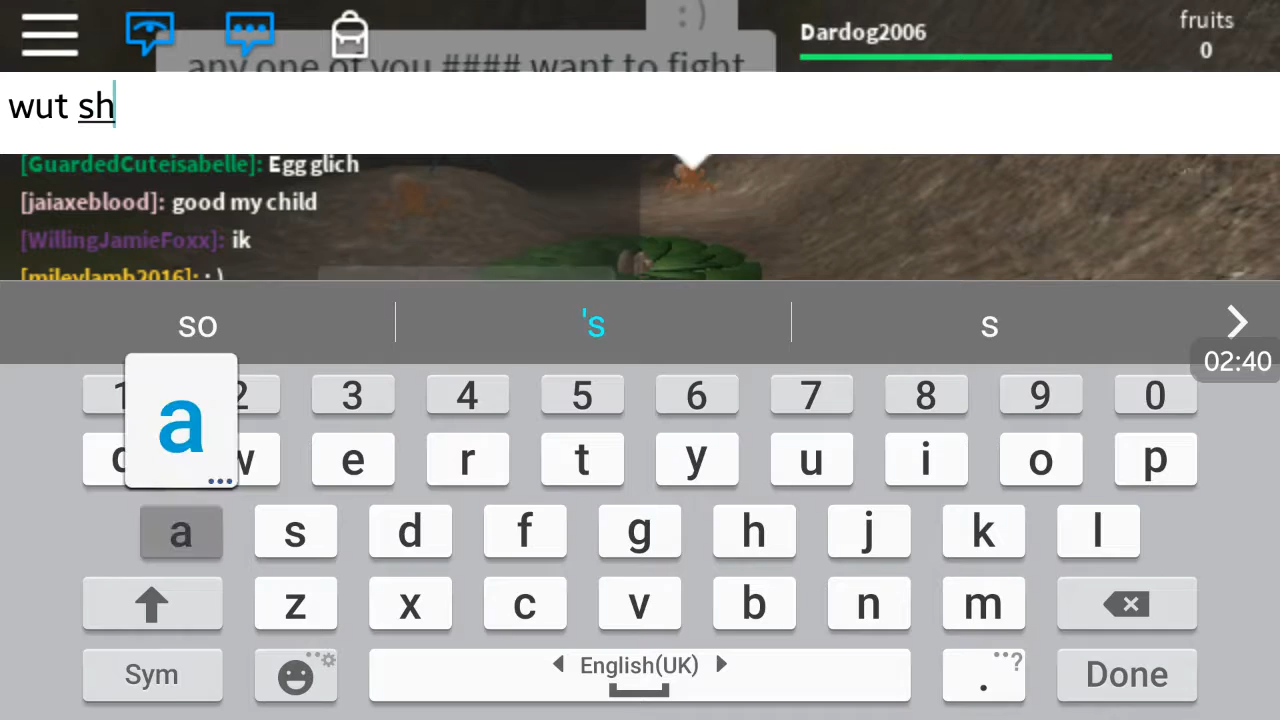 : )
Dardog2006
fruits
0
any one of you #### want to fight
wut sh
[GuardedCuteisabelle]: Egg glich
[jaiaxeblood]: good my child
[WillingJamieFoxx]: ik
[mileylamb2016]: : )
so 's s
02:40
1 2 3 4 5 6 7 8 9 0
a
q w e r t y u i o p
a s d f g h j k l
z x c v b n m
Sym English(UK) . ? Done